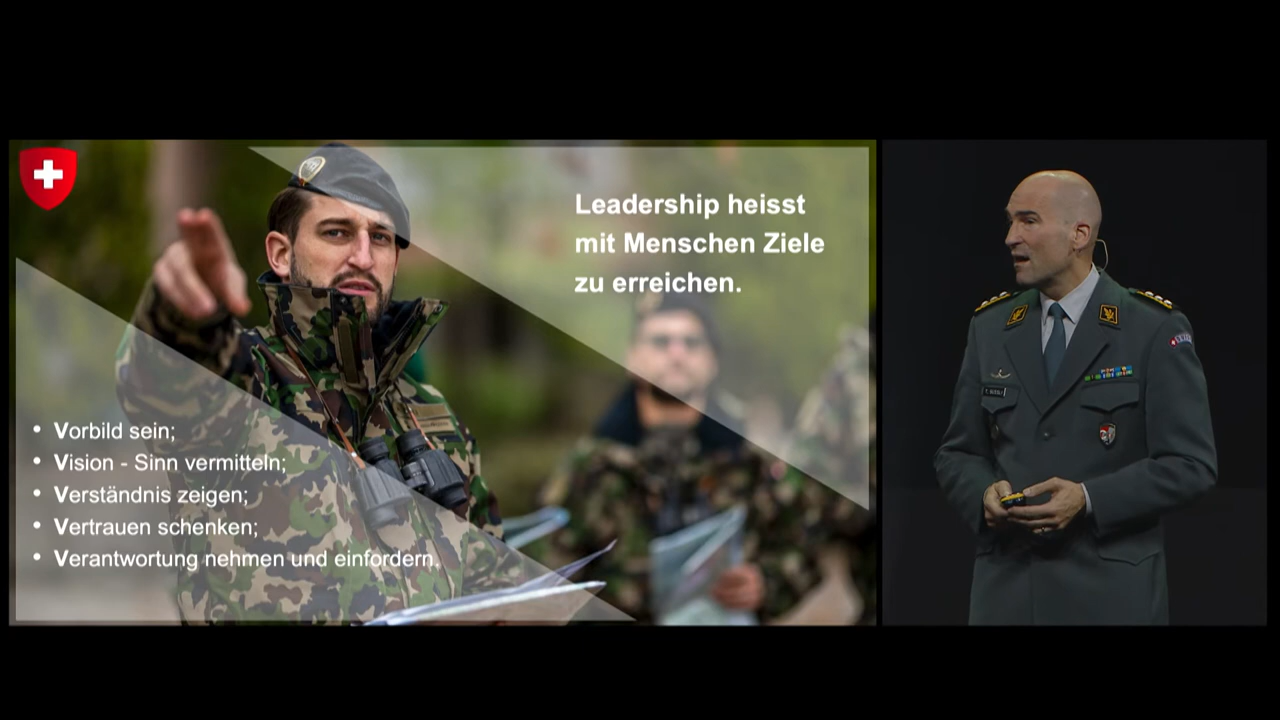 Leadership heisst
mit Menschen Ziele
zu erreichen.
• Vorbild sein;
• Vision - Sinn vermitteln;
• Verständnis zeigen;
• Vertrauen schenken;
• Verantwortung nehmen und einfordern.